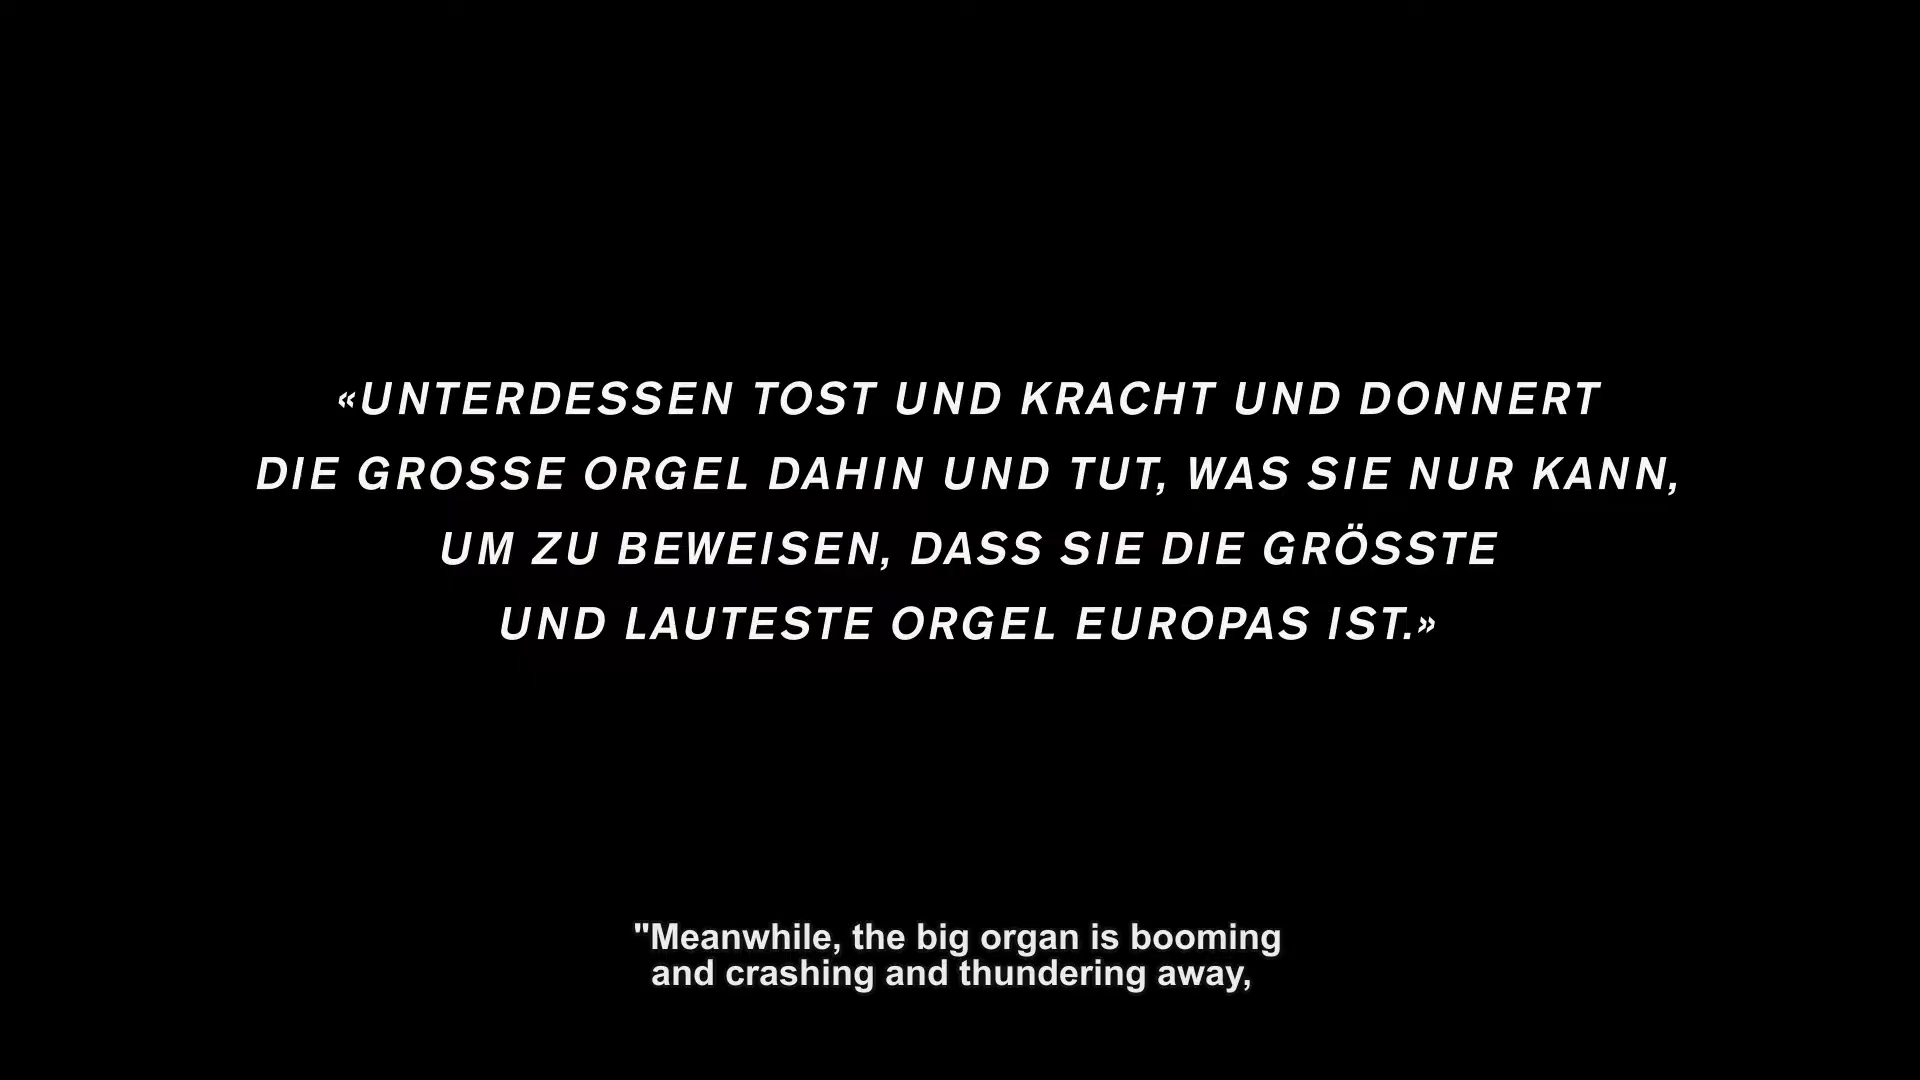 «UNTERDESSEN TOST UND KRACHT UND DONNERT
DIE GROSSE ORGEL DAHIN UND TUT, WAS SIE NUR KANN,
UM ZU BEWEISEN, DASS SIE DIE GRÖSSTE
UND LAUTESTE ORGEL EUROPAS IST.»
"Meanwhile, the big organ is booming
and crashing and thundering away,